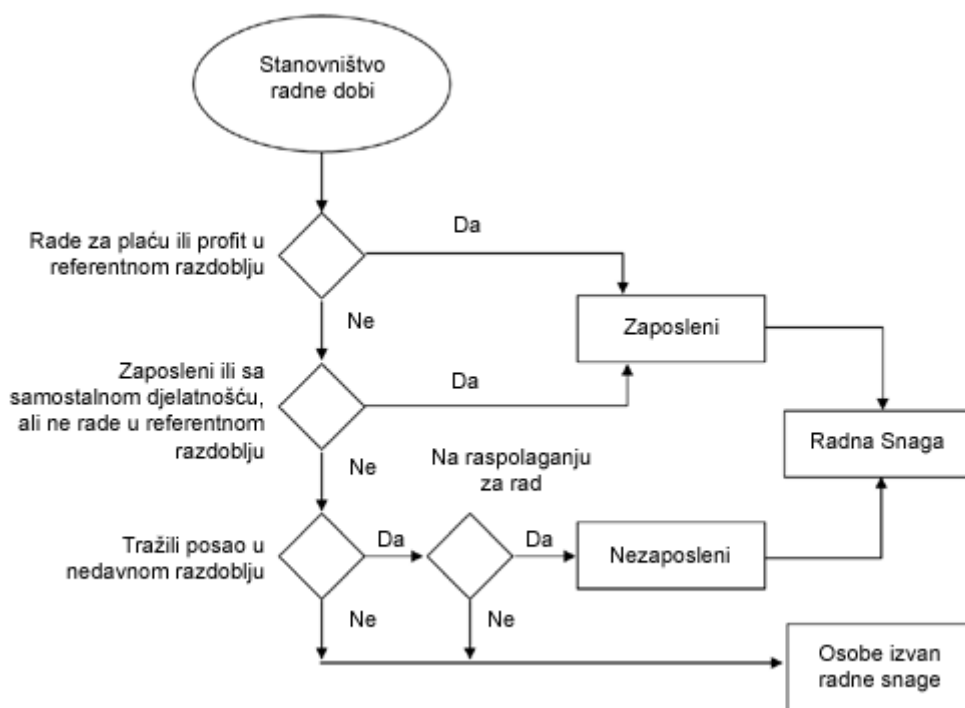 Stanovništvo
radne dobi
Da
Rade za plaću ili profit u
referentnom razdoblju
Ne
Zaposleni
Zaposleni ili sa
samostalnom djelatnošću,
ali ne rade u referentnom
razdoblju
Da
Radna Snaga
Ne
Na raspolaganju
za rad
Tražili posao u
nedavnom razdoblju
Da
Da
Nezaposleni
Ne
Ne
Osobe izvan
radne snage